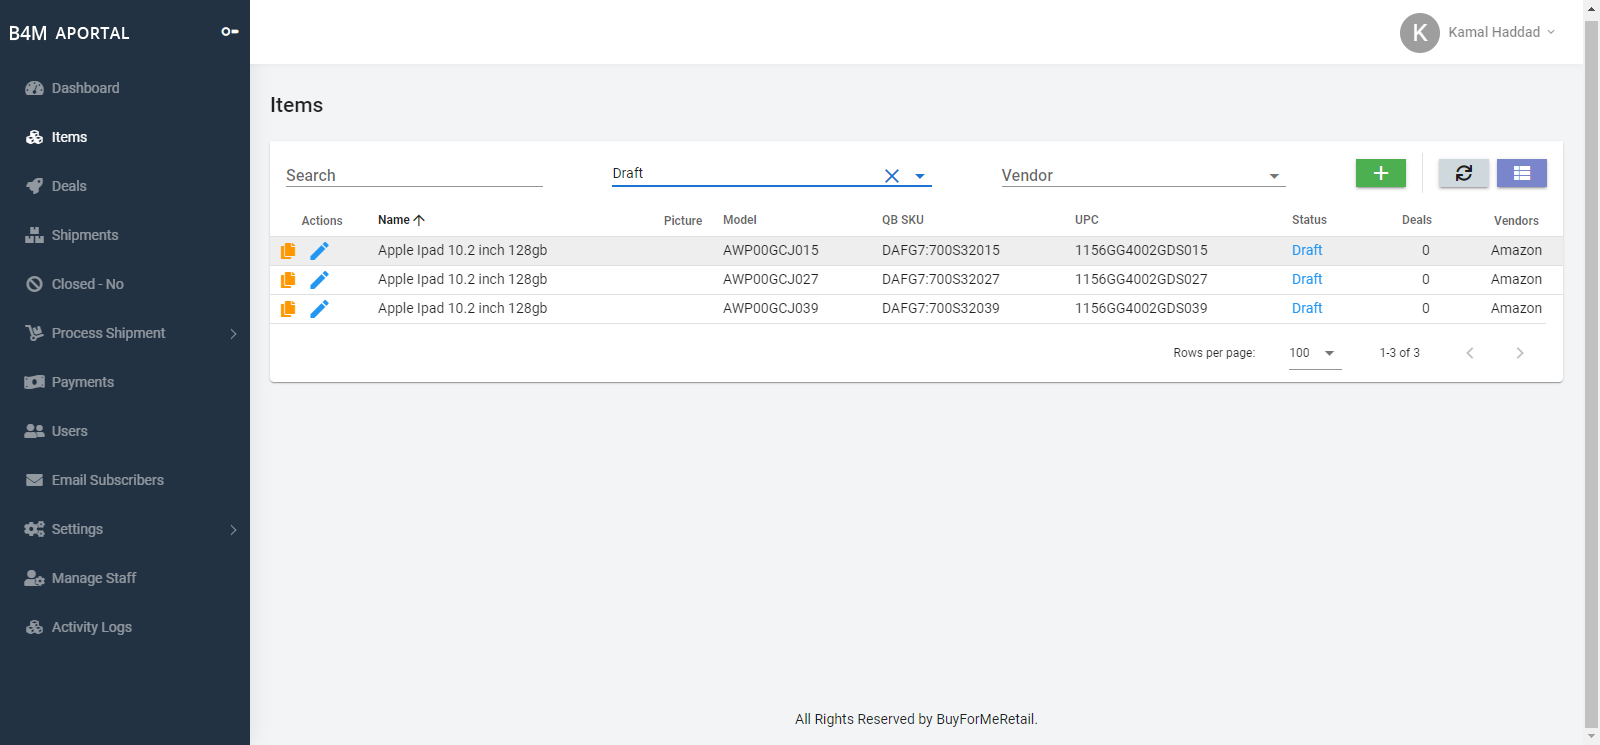 B4M APORTAL
K Kamal Haddad
Dashboard
Items
Deals
Shipments
Closed - No
Process Shipment
Payments
Users
Email Subscribers
Settings
Manage Staff
Activity Logs
Items
Search Draft Vendor
Actions Name Picture Model QB SKU UPC Status Deals Vendors
Apple Ipad 10.2 inch 128gb AWP00GCJ015 DAFG7:700S32015 1156GG4002GDS015 Draft 0 Amazon
Apple Ipad 10.2 inch 128gb AWP00GCJ027 DAFG7:700S32027 1156GG4002GDS027 Draft 0 Amazon
Apple Ipad 10.2 inch 128gb AWP00GCJ039 DAFG7:700S32039 1156GG4002GDS039 Draft 0 Amazon
Rows per page: 100 1-3 of 3
All Rights Reserved by BuyForMeRetail.